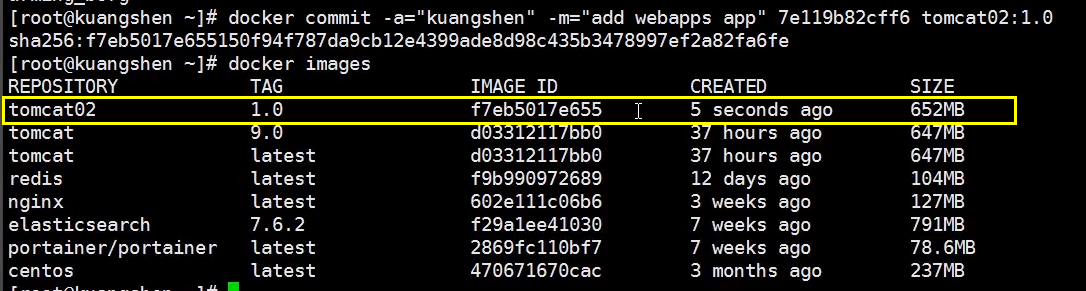 [root@kuangshen ~]# docker commit -a="kuangshen" -m="add webapps app" 7e119b82cff6 tomcat02:1.0
sha256:f7eb5017e655150f94f787da9cb12e4399ade8d98c435b3478997ef2a82fa6fe
[root@kuangshen ~]# docker images
REPOSITORY TAG IMAGE ID CREATED SIZE
tomcat02 1.0 f7eb5017e655 5 seconds ago 652MB
tomcat 9.0 d03312117bb0 37 hours ago 647MB
tomcat latest d03312117bb0 37 hours ago 647MB
redis latest f9b990972689 12 days ago 104MB
nginx latest 602e111c06b6 3 weeks ago 127MB
elasticsearch 7.6.2 f29a1ee41030 7 weeks ago 791MB
portainer/portainer latest 2869fc110bf7 7 weeks ago 78.6MB
centos latest 470671670cac 3 months ago 237MB
[root@kuangshen ~]#